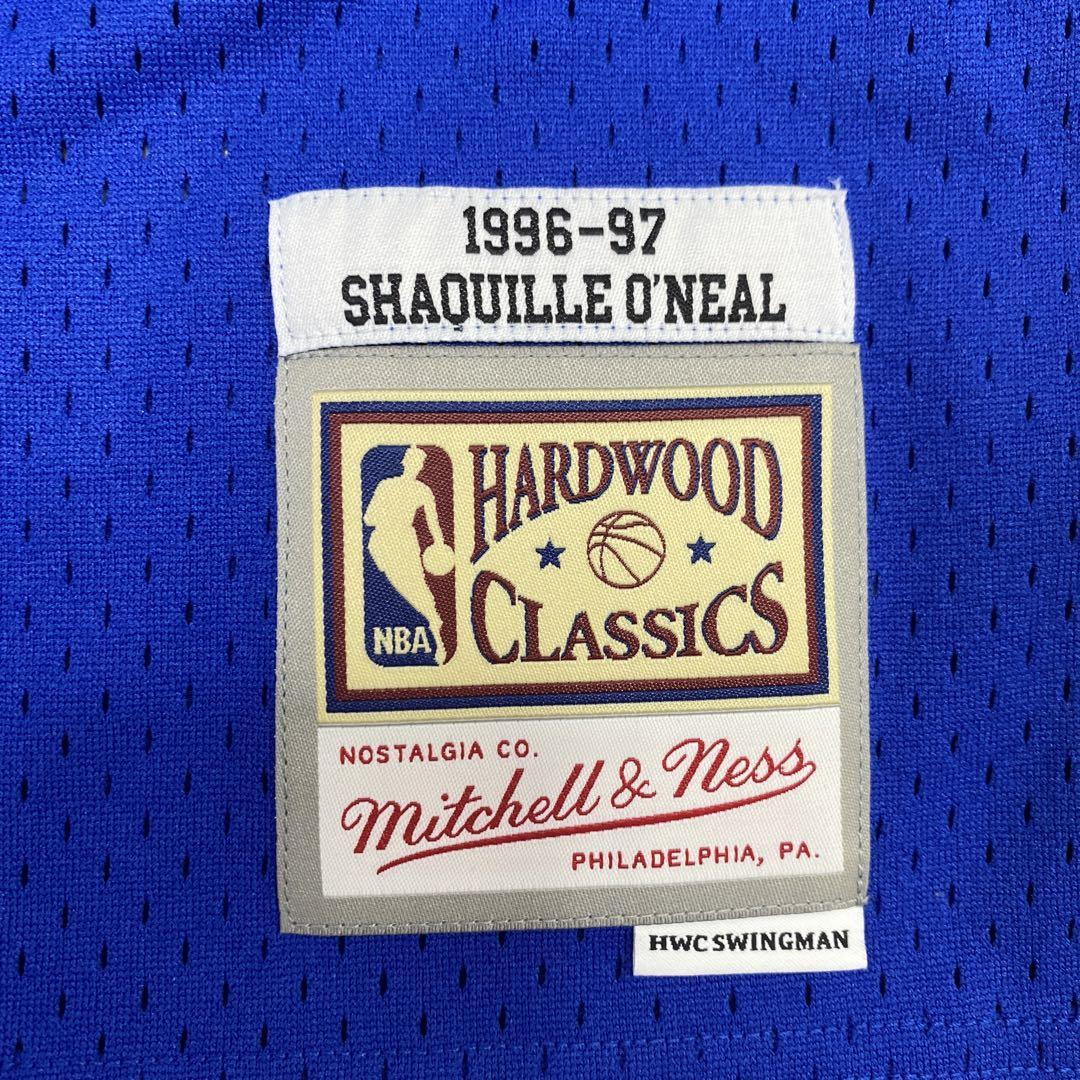 1996-97
SHAQUILLE O'NEAL
NBA
HARDWOOD
CLASSICS
NOSTALGIA CO.
Mitchell & Ness
PHILADELPHIA, PA.
HWC SWINGMAN